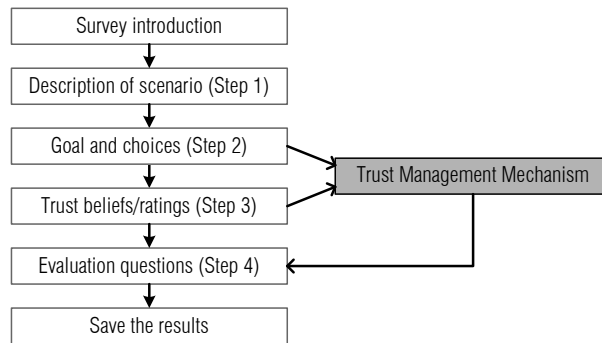 Survey introduction
Description of scenario (Step 1)
Goal and choices (Step 2)
Trust Management Mechanism
Trust beliefs/ratings (Step 3)
Evaluation questions (Step 4)
Save the results